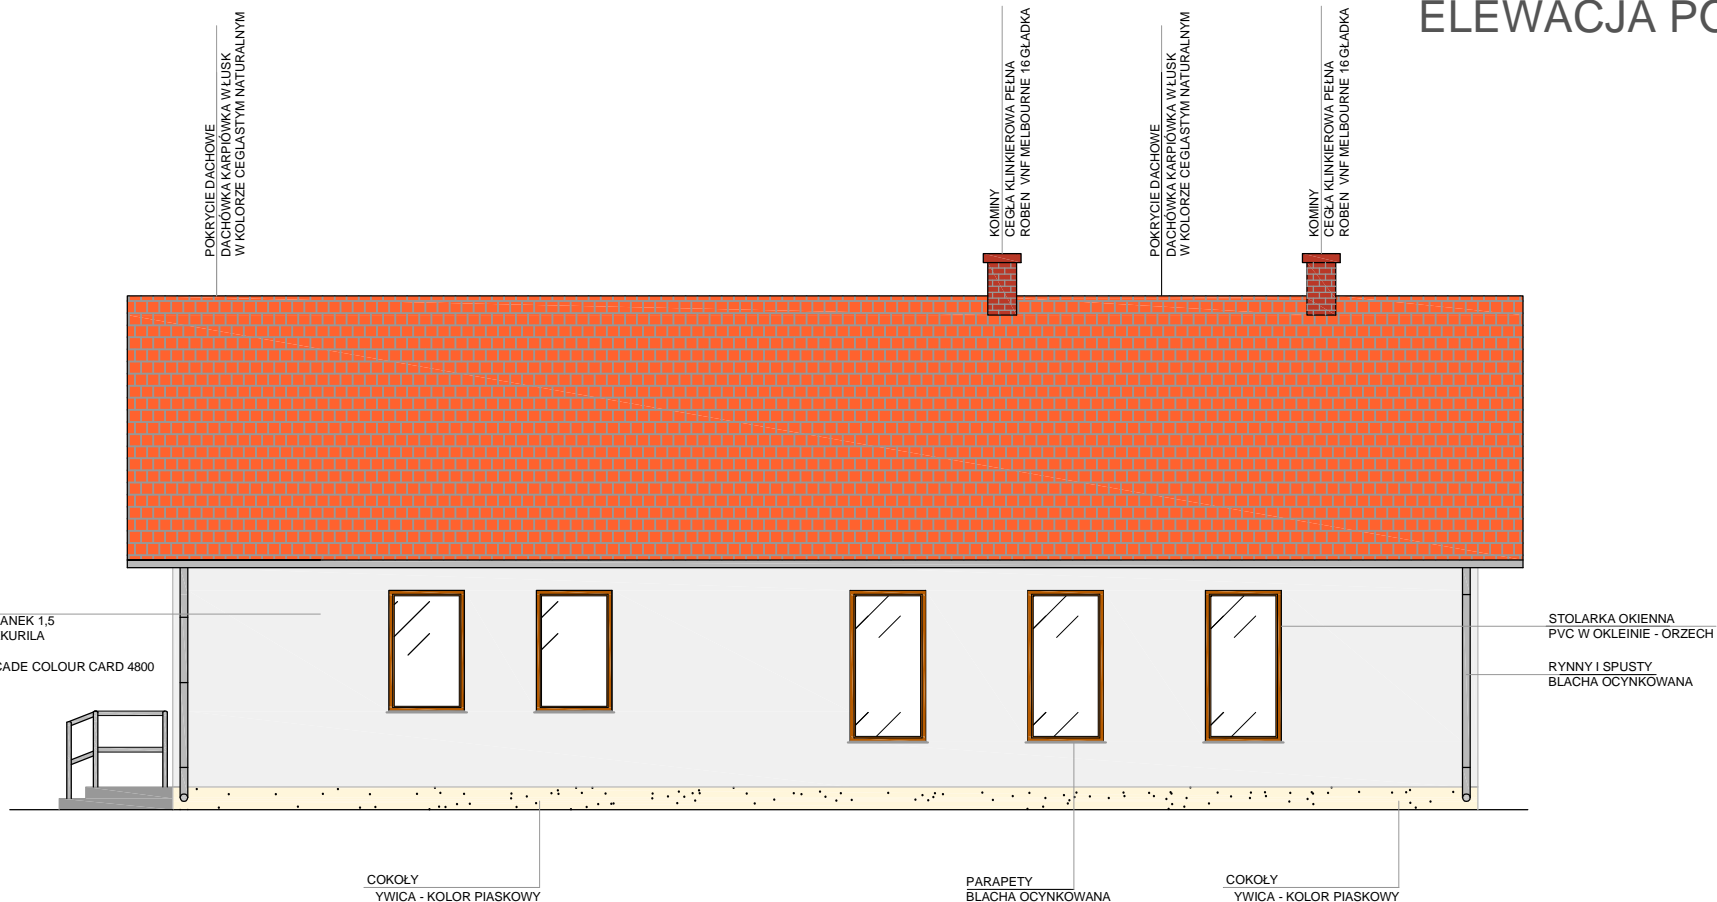 ELEWACJA PO
POKRYCIE DACHOWE
DACHÓWKA KARPIÓWKA W ŁUSK
W KOLORZE CEGLASTYM NATURALNYM
KOMINY
CEGŁA KLINKIEROWA PEŁNA
ROBEN VNF MELBOURNE 16 GŁADKA
POKRYCIE DACHOWE
DACHÓWKA KARPIÓWKA W ŁUSK
W KOLORZE CEGLASTYM NATURALNYM
KOMINY
CEGŁA KLINKIEROWA PEŁNA
ROBEN VNF MELBOURNE 16 GŁADKA
ANEK 1,5
KURILA
CADE COLOUR CARD 4800
STOLARKA OKIENNA
PVC W OKLEINIE - ORZECH
RYNNY I SPUSTY
BLACHA OCYNKOWANA
COKOŁY
YWICA - KOLOR PIASKOWY
PARAPETY
BLACHA OCYNKOWANA
COKOŁY
YWICA - KOLOR PIASKOWY